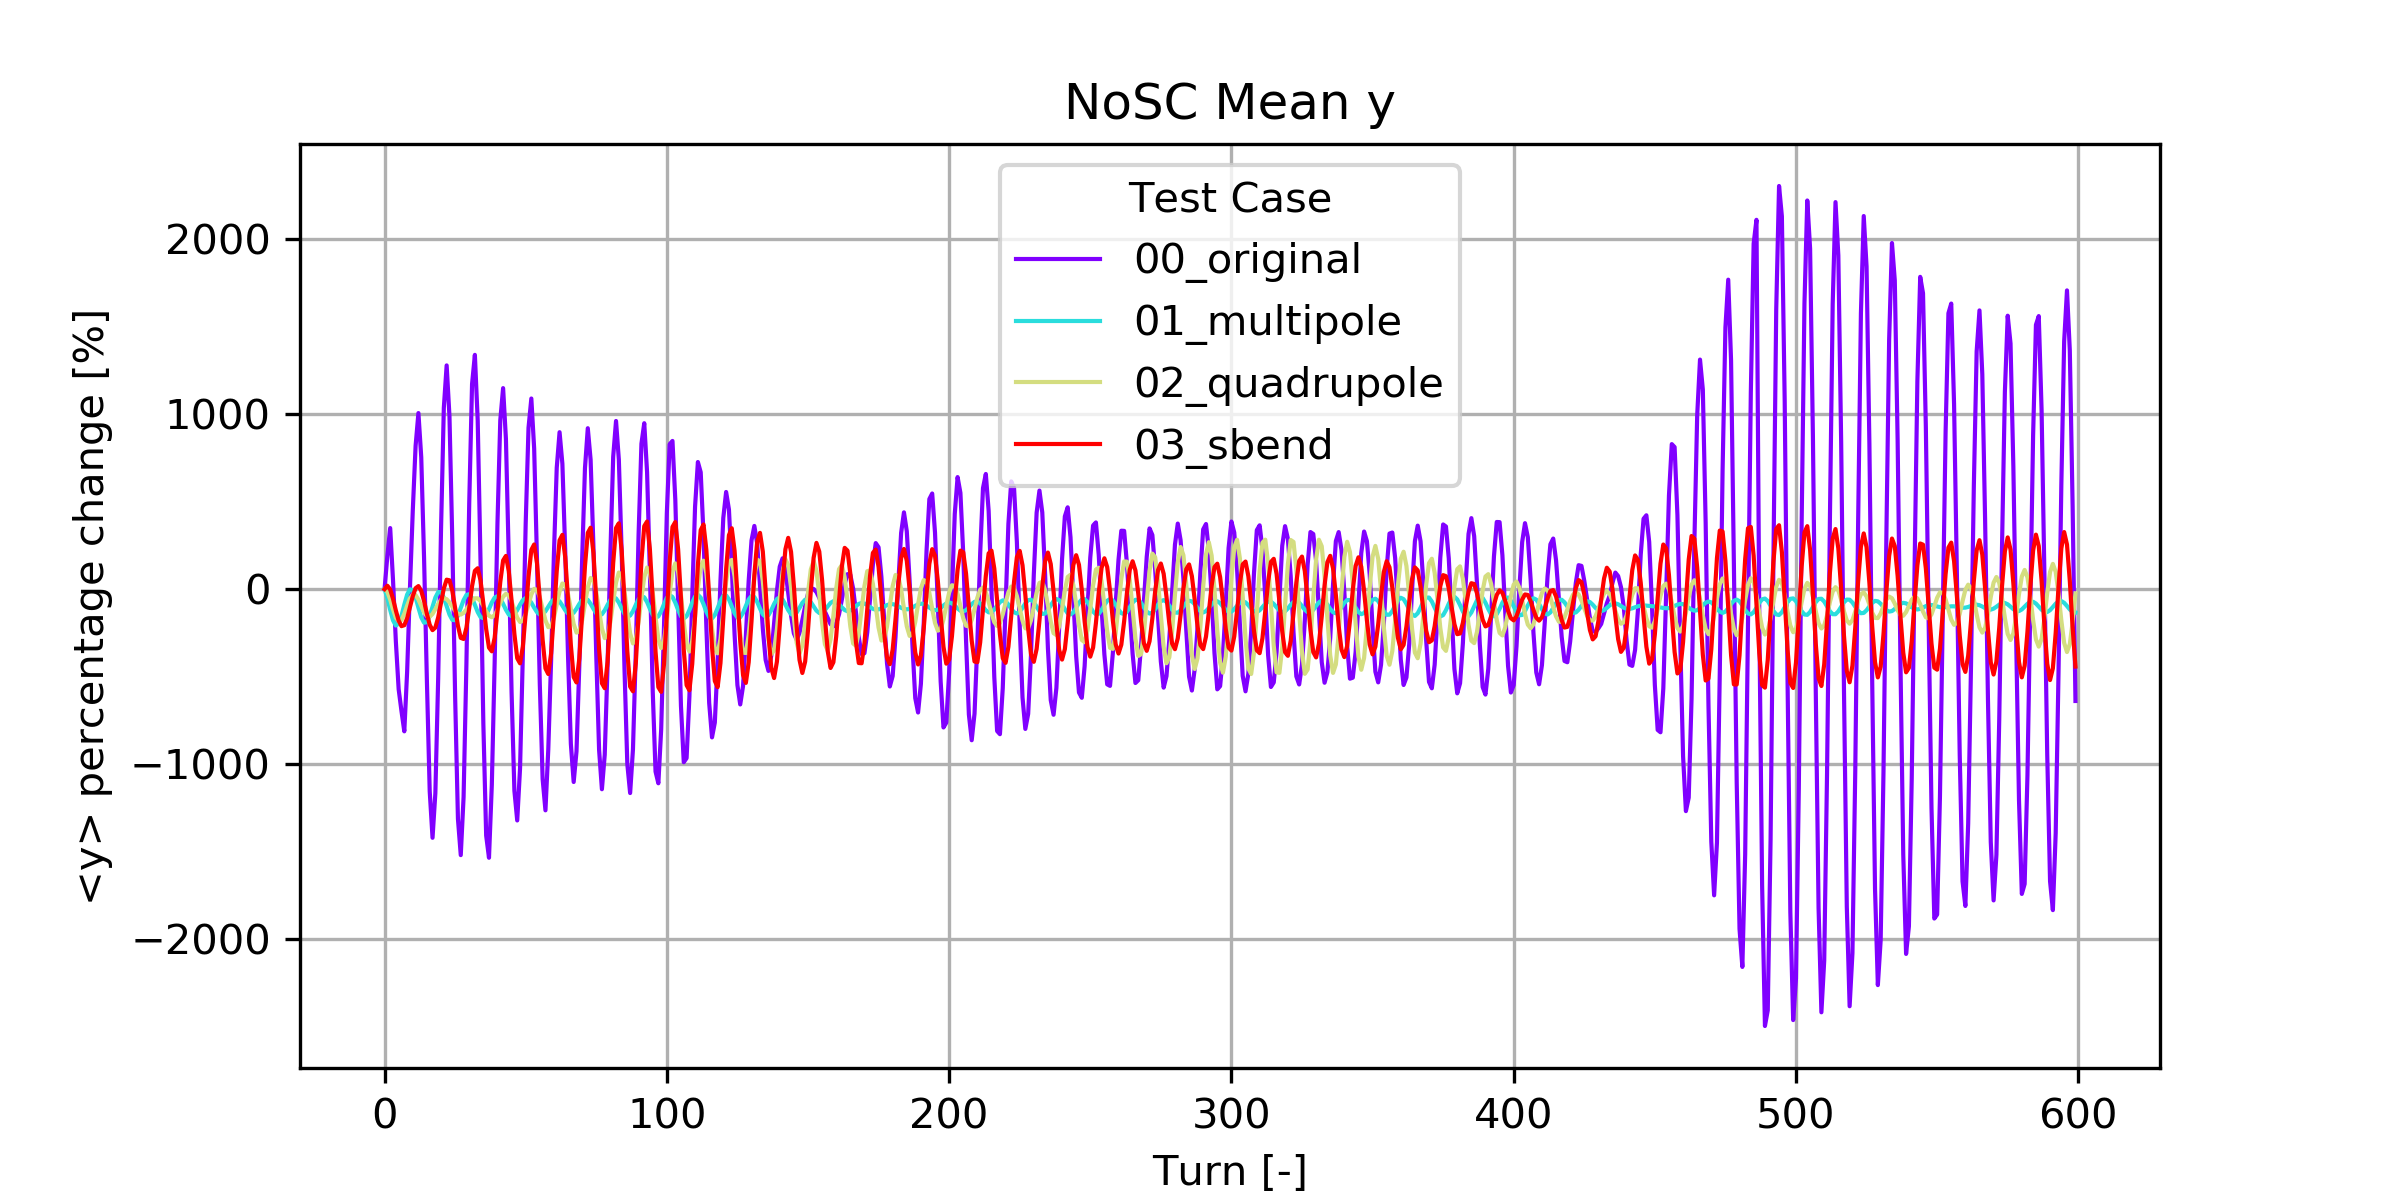 NoSC Mean y
Test Case
00_original
01_multipole
02_quadrupole
03_sbend
<y> percentage change [%]
2000
1000
0
−1000
−2000
0 100 200 300 400 500 600
Turn [-]